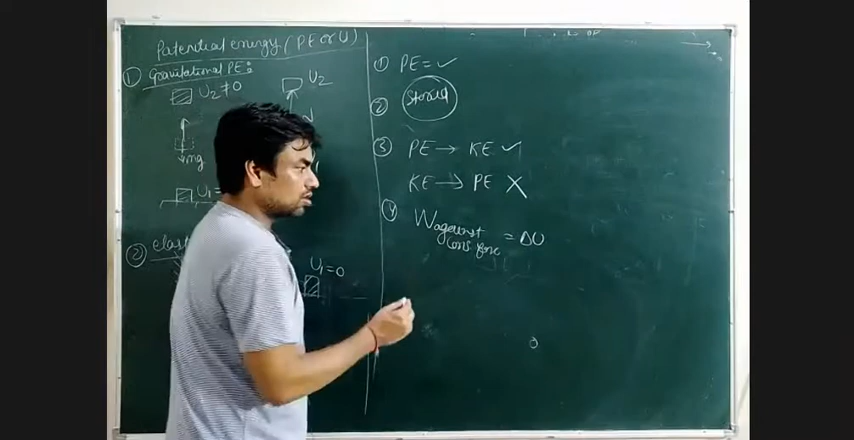 Potential energy (PE or U)
① Gravitational PE:
U2 ≠ 0
U2
mg
U1 =
② elas
U1 = 0
① PE = ✓
② Stored
③ PE → KE ✓
KE → PE X
④ W against cons force = ΔU